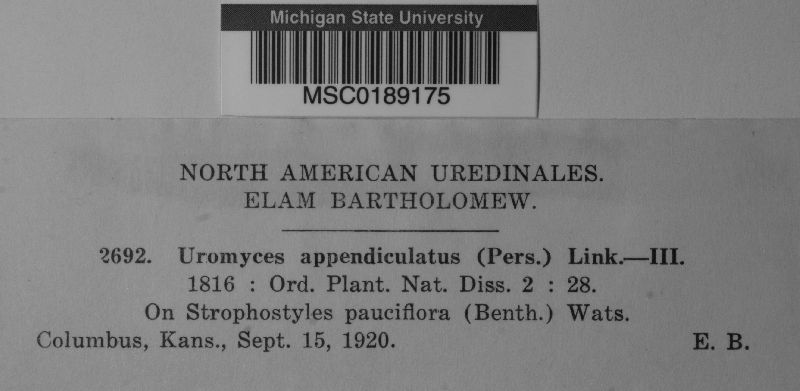 Michigan State University
MSC0189175
NORTH AMERICAN UREDINALES.
ELAM BARTHOLOMEW.
2692. Uromyces appendiculatus (Pers.) Link.—III.
1816 : Ord. Plant. Nat. Diss. 2 : 28.
On Strophostyles pauciflora (Benth.) Wats.
Columbus, Kans., Sept. 15, 1920. E. B.